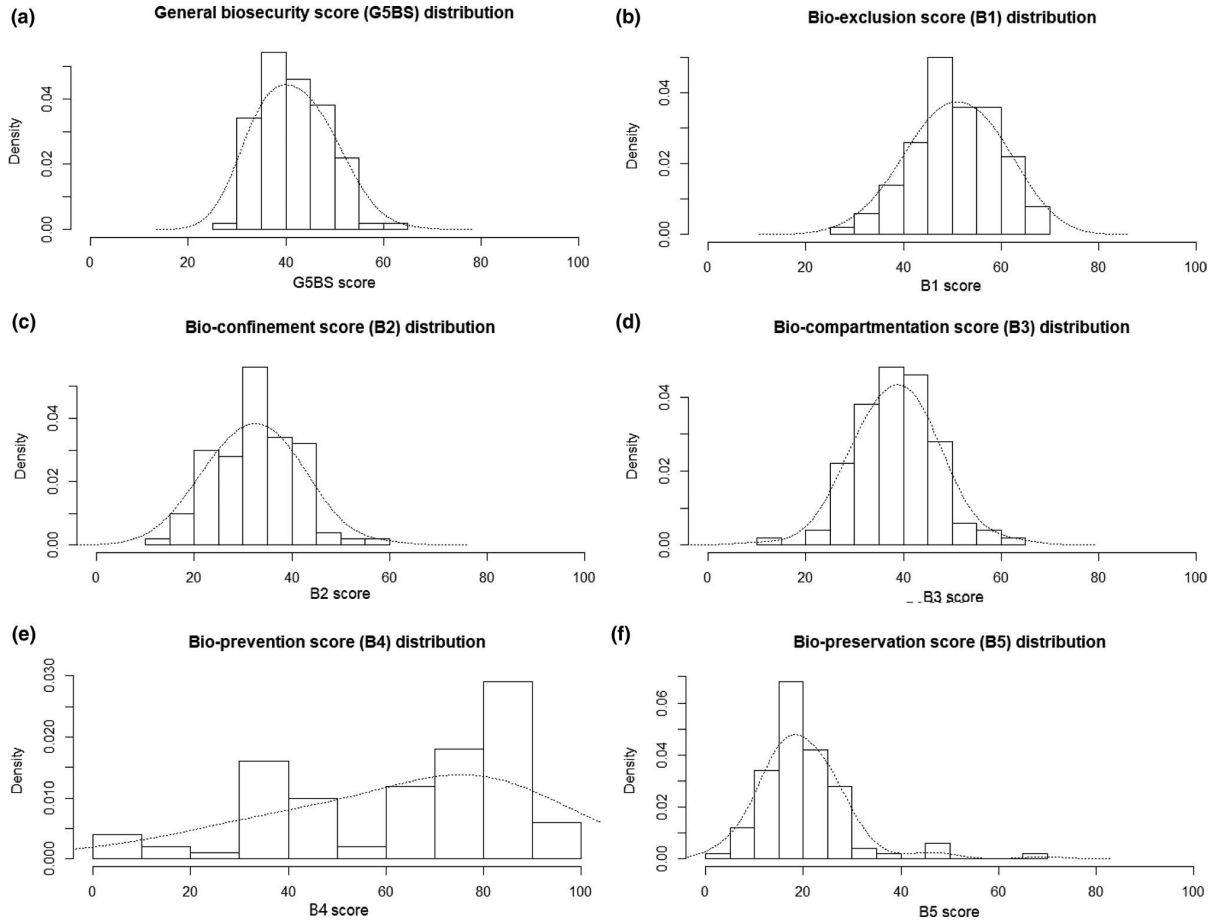 (a)
General biosecurity score (G5BS) distribution
Density
0.00
0.02
0.04
0
20
40
60
80
100
G5BS score
(b)
Bio-exclusion score (B1) distribution
Density
0.00
0.02
0.04
0
20
40
60
80
100
B1 score
(c)
Bio-confinement score (B2) distribution
Density
0.00
0.02
0.04
0
20
40
60
80
100
B2 score
(d)
Bio-compartmentation score (B3) distribution
Density
0.00
0.02
0.04
0
20
40
60
80
100
B3 score
(e)
Bio-prevention score (B4) distribution
Density
0.000
0.010
0.020
0.030
0
20
40
60
80
100
B4 score
(f)
Bio-preservation score (B5) distribution
Density
0.00
0.02
0.04
0.06
0
20
40
60
80
100
B5 score